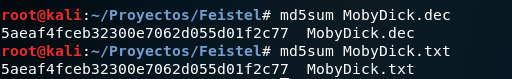 root@kali:~/Proyectos/Feistel# md5sum MobyDick.dec
5aeaf4fceb32300e7062d055d01f2c77  MobyDick.dec
root@kali:~/Proyectos/Feistel# md5sum MobyDick.txt
5aeaf4fceb32300e7062d055d01f2c77  MobyDick.txt